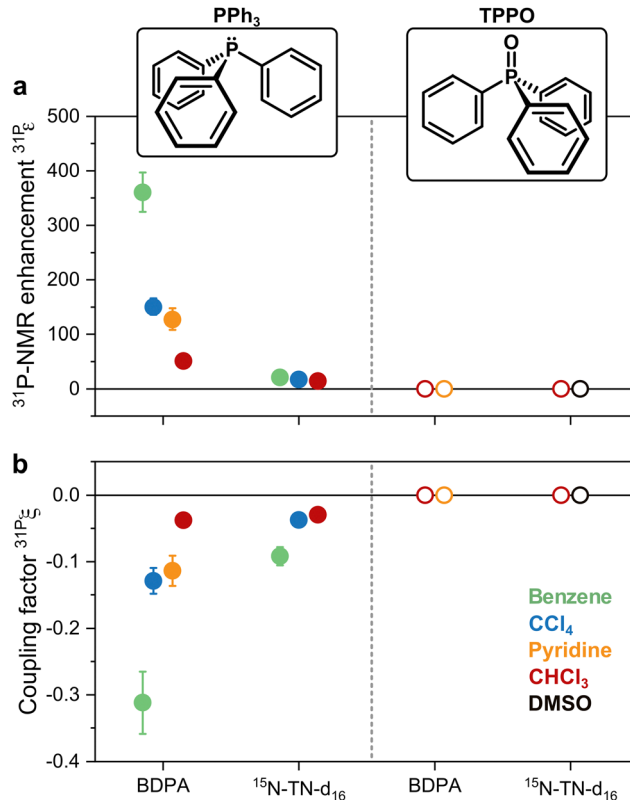 PPh₃
TPPO
P
O
P
a
500
400
300
200
100
0
³¹P-NMR enhancement ³¹ᴾε
b
0.0
-0.1
-0.2
-0.3
-0.4
Coupling factor ³¹ᴾξ
Benzene
CCl₄
Pyridine
CHCl₃
DMSO
BDPA
¹⁵N-TN-d₁₆
BDPA
¹⁵N-TN-d₁₆